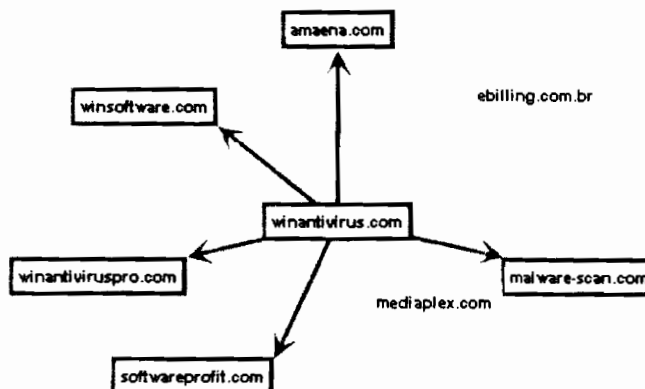 amaena.com
winsoftware.com
ebilling.com.br
winantivirus.com
winantiviruspro.com
malware-scan.com
mediaplex.com
softwareprofit.com